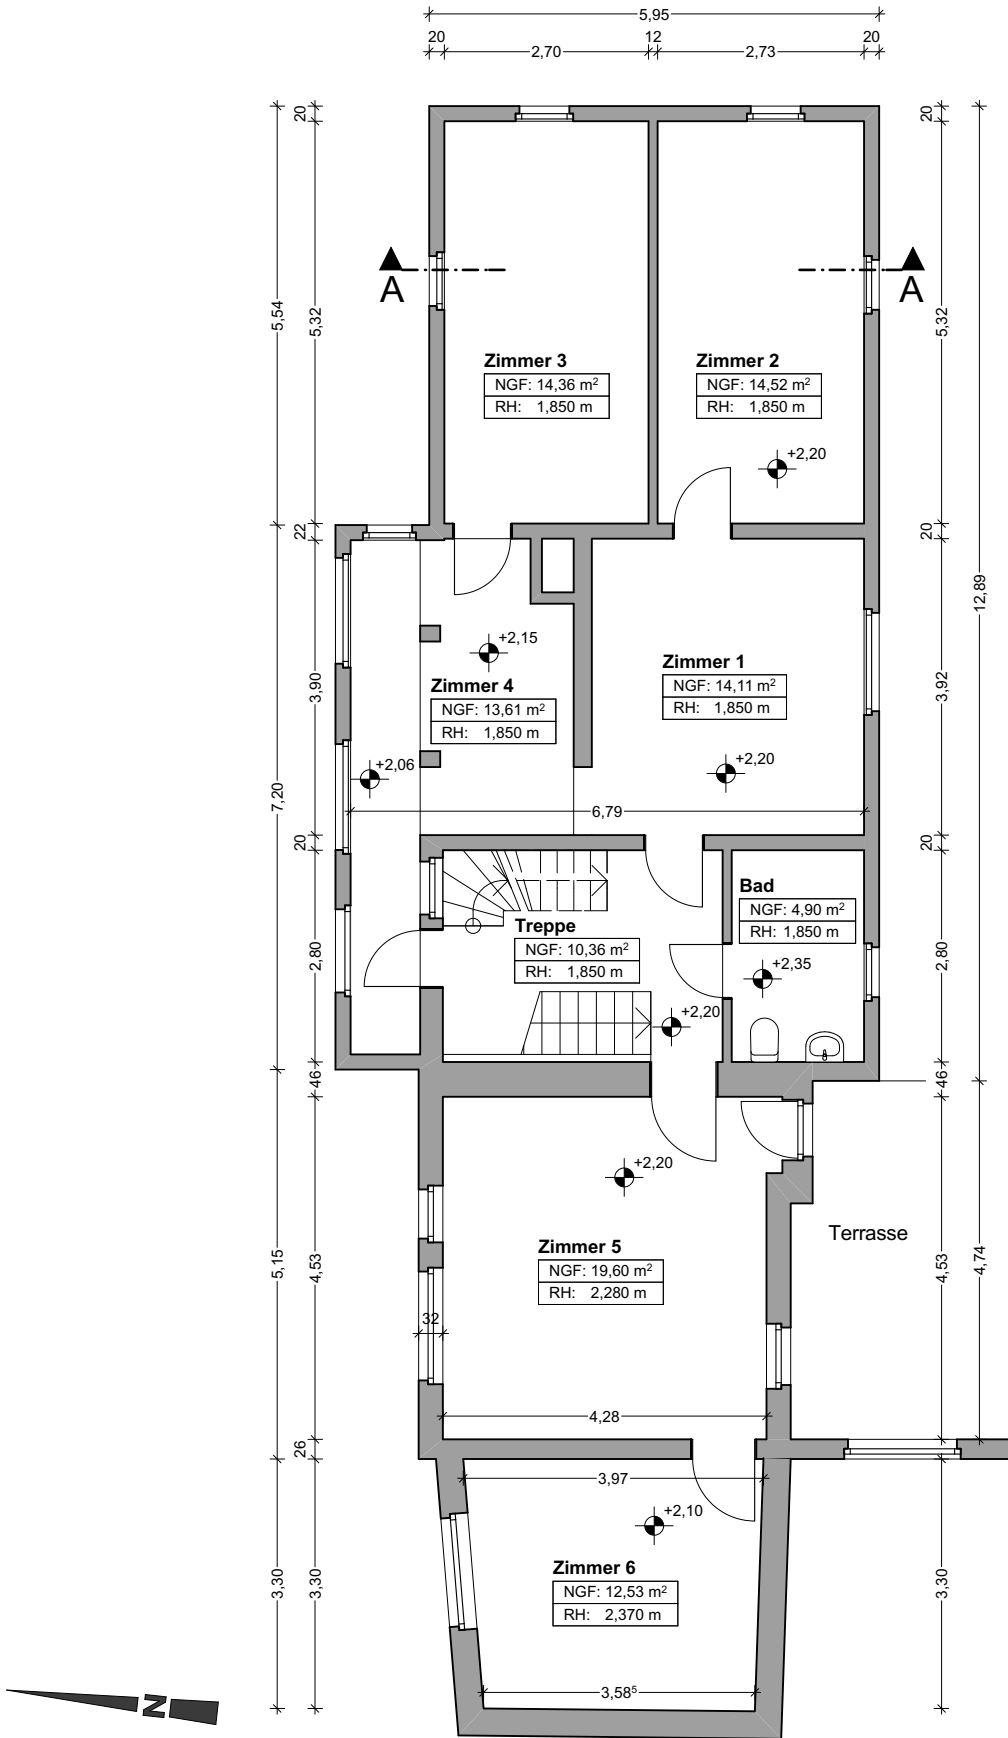 5,95
20 2,70 12 2,73 20
20 20
A A
5,54 5,32 5,32
Zimmer 3
NGF: 14,36 m²
RH: 1,850 m
Zimmer 2
NGF: 14,52 m²
RH: 1,850 m
+2,20
22 20
12,89
+2,15
Zimmer 1
NGF: 14,11 m²
RH: 1,850 m
Zimmer 4
NGF: 13,61 m²
RH: 1,850 m
3,90 3,92
+2,06 +2,20
7,20
6,79
20 20
Bad
NGF: 4,90 m²
RH: 1,850 m
Treppe
NGF: 10,36 m²
RH: 1,850 m
2,80 2,80
+2,35
+2,20
46 46
+2,20
Terrasse
Zimmer 5
NGF: 19,60 m²
RH: 2,280 m
5,15 4,53 4,53 4,74
32
4,28
26
3,97
+2,10
Zimmer 6
NGF: 12,53 m²
RH: 2,370 m
3,30 3,30 3,30
3,58⁵
N